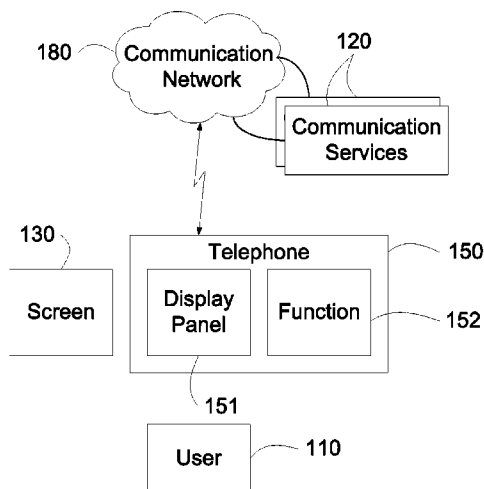 180
Communication
Network
120
Communication
Services
130
Telephone
150
Screen
Display
Panel
Function
152
151
User
110